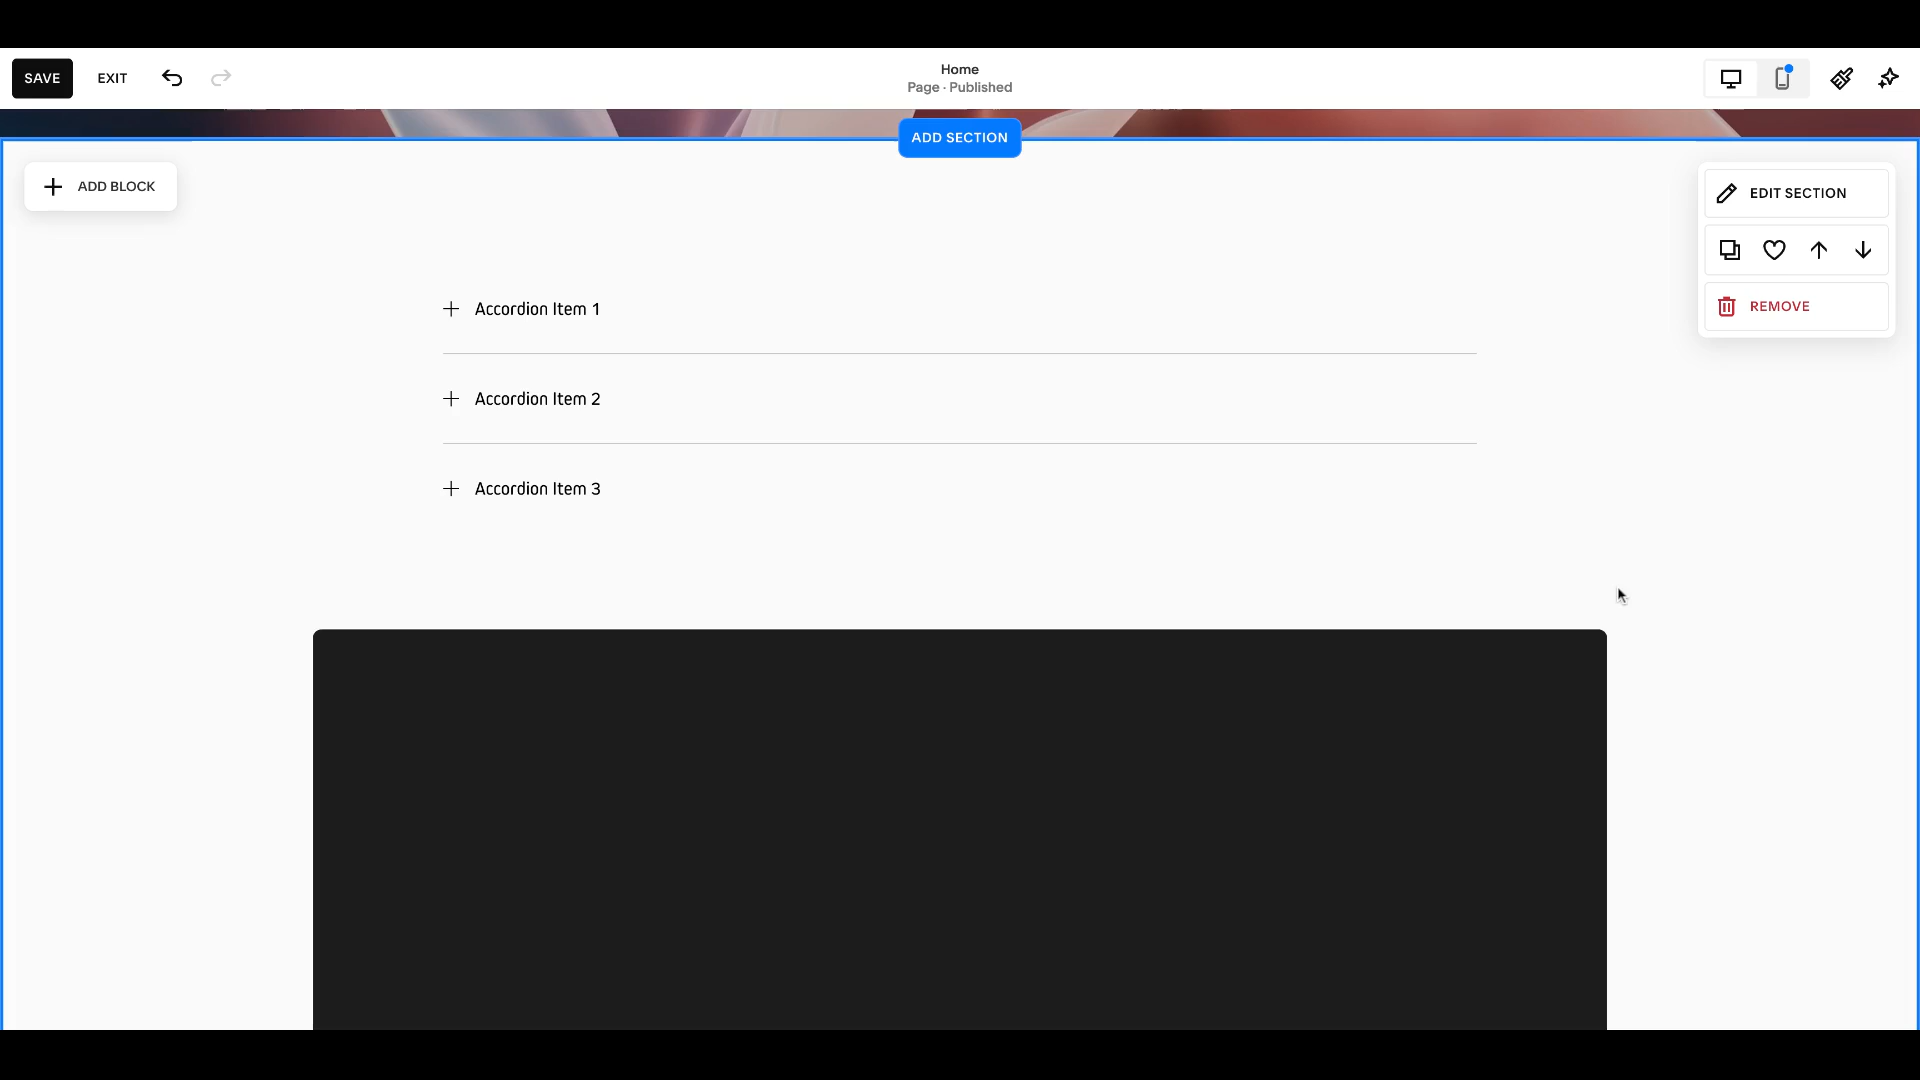 SAVE
EXIT
Home
Page · Published
ADD SECTION
ADD BLOCK
EDIT SECTION
REMOVE
Accordion Item 1
Accordion Item 2
Accordion Item 3